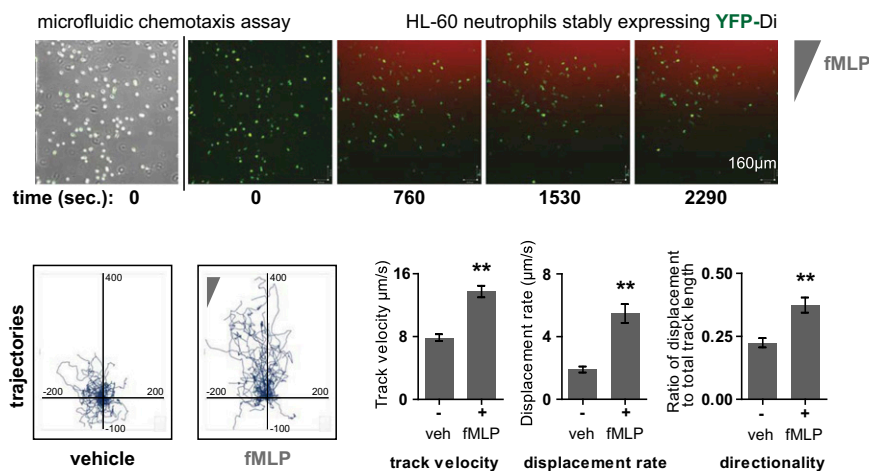 microfluidic chemotaxis assay
HL-60 neutrophils stably expressing YFP-Di
fMLP
160µm
time (sec.): 0 0 760 1530 2290
trajectories
400
-200 200
-100
vehicle
400
-200 200
-100
fMLP
Track velocity µm/s
16
8
0
**
- +
veh fMLP
track velocity
Displacement rate (µm/s)
8
4
0
**
- +
veh fMLP
displacement rate
Ratio of displacement
to total track length
0.50
0.25
0.00
**
- +
veh fMLP
directionality